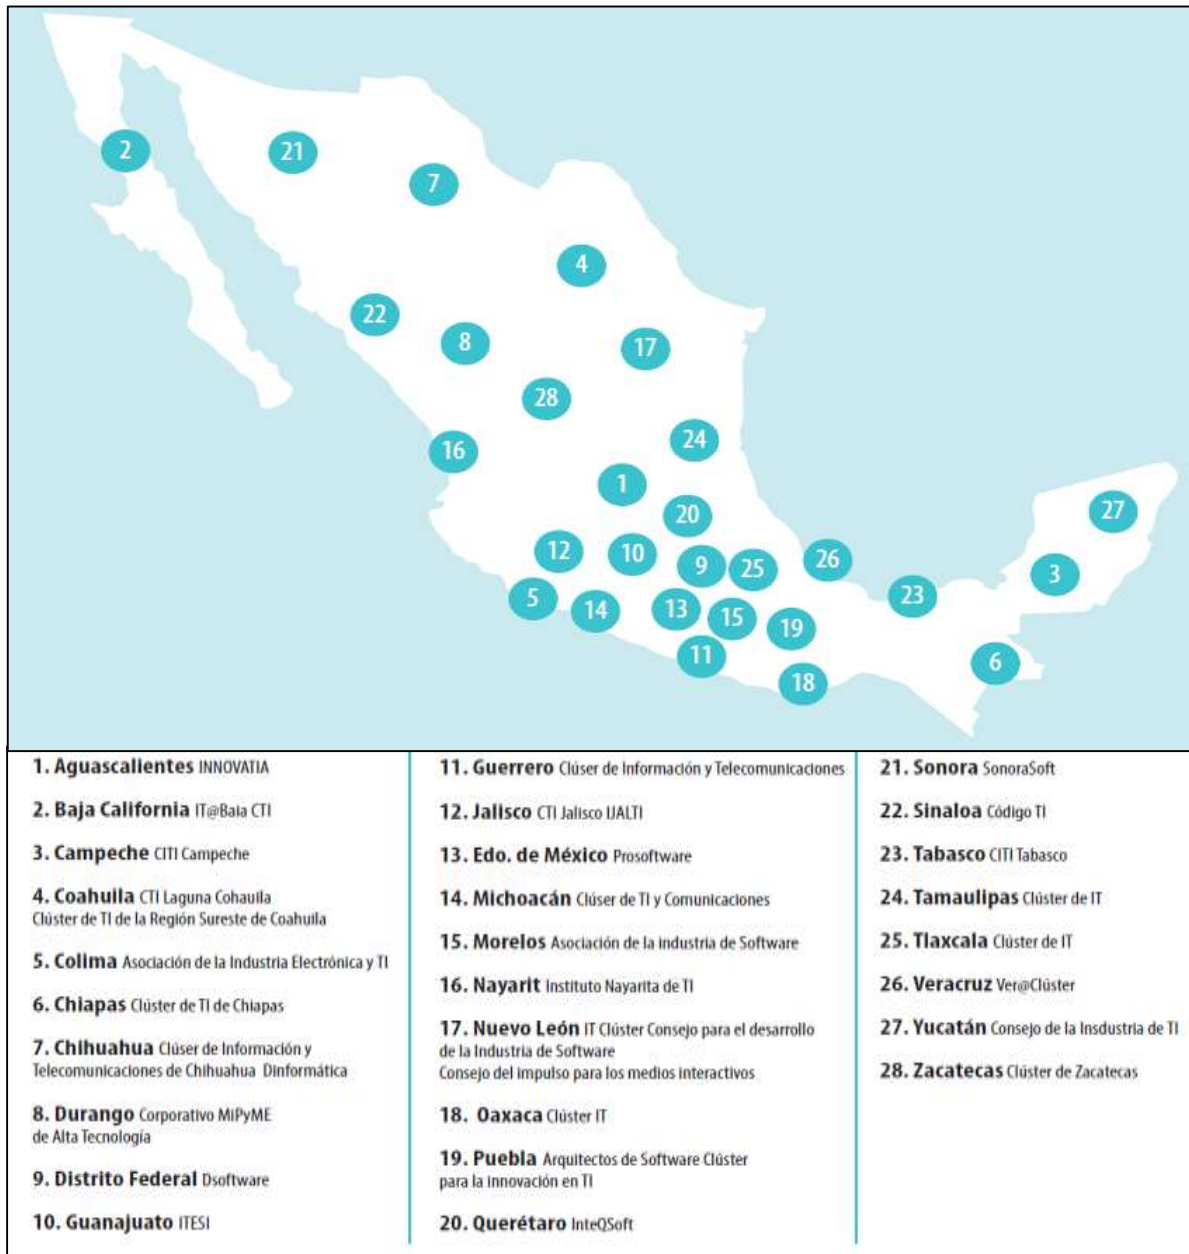 2
21
7
4
22
8
17
28
24
16
1
20
27
12
10
9
25
26
3
5
14
13
15
19
23
11
18
6
1. Aguascalientes INNOVATIA
2. Baja California IT@Baia CTI
3. Campeche CITI Campeche
4. Coahuila CTI Laguna Cohauila
Clúster de TI de la Región Sureste de Coahuila
5. Colima Asociación de la Industria Electrónica y TI
6. Chiapas Clúster de TI de Chiapas
7. Chihuahua Clúser de Información y
Telecomunicaciones de Chihuahua Dinformática
8. Durango Corporativo MiPyME
de Alta Tecnología
9. Distrito Federal Dsoftware
10. Guanajuato ITESI
11. Guerrero Clúser de Información y Telecomunicaciones
12. Jalisco CTI Jalisco IJALTI
13. Edo. de México Prosoftware
14. Michoacán Clúser de TI y Comunicaciones
15. Morelos Asociación de la industria de Software
16. Nayarit Instituto Nayarita de TI
17. Nuevo León IT Clúster Consejo para el desarrollo
de la Industria de Software
Consejo del impulso para los medios interactivos
18. Oaxaca Clúster IT
19. Puebla Arquitectos de Software Clúster
para la innovación en TI
20. Querétaro InteQSoft
21. Sonora SonoraSoft
22. Sinaloa Código TI
23. Tabasco CITI Tabasco
24. Tamaulipas Clúster de IT
25. Tlaxcala Clúster de IT
26. Veracruz Ver@Clúster
27. Yucatán Consejo de la Insdustria de TI
28. Zacatecas Clúster de Zacatecas